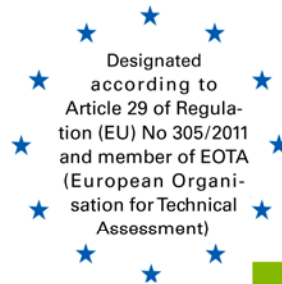 Designated
according to
Article 29 of Regula-
tion (EU) No 305/2011
and member of EOTA
(European Organi-
sation for Technical
Assessment)